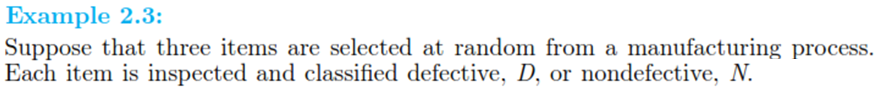 Example 2.3:
Suppose that three items are selected at random from a manufacturing process.
Each item is inspected and classified defective, D, or nondefective, N.